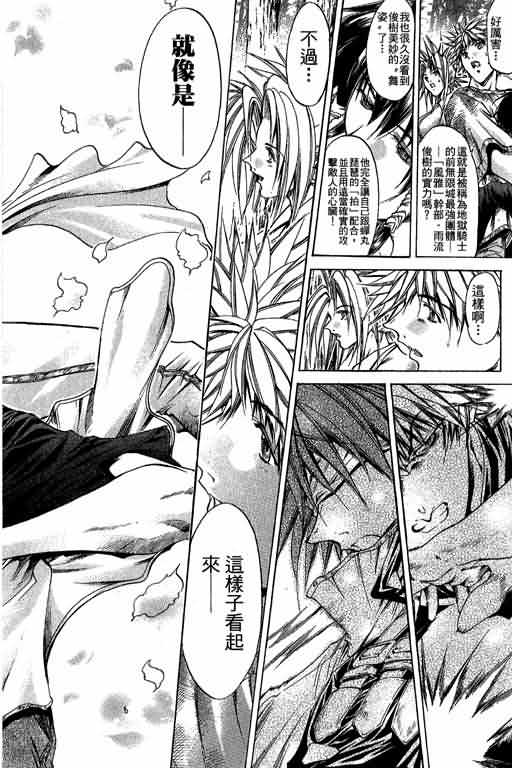 好厲害…
這就是被稱為地獄騎士
的前無限城最強團體—
—「風雅」幹部．雨流
俊樹的實力嗎？
我也很久沒看到
俊樹美妙的「舞
姿」了…
他完全讓自己跟蟬丸
琵琶的「拍」配合，
並且用適當確實的攻
擊敵人的心臟！
不過…
這樣啊…
這樣子看起
來——
就像是——